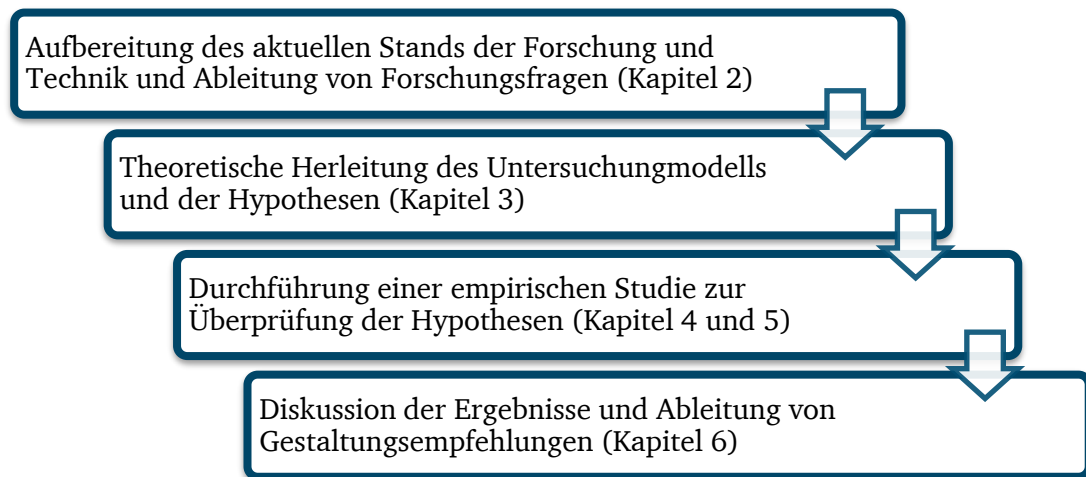 Aufbereitung des aktuellen Stands der Forschung und
Technik und Ableitung von Forschungsfragen (Kapitel 2)
Theoretische Herleitung des Untersuchungmodells
und der Hypothesen (Kapitel 3)
Durchführung einer empirischen Studie zur
Überprüfung der Hypothesen (Kapitel 4 und 5)
Diskussion der Ergebnisse und Ableitung von
Gestaltungsempfehlungen (Kapitel 6)